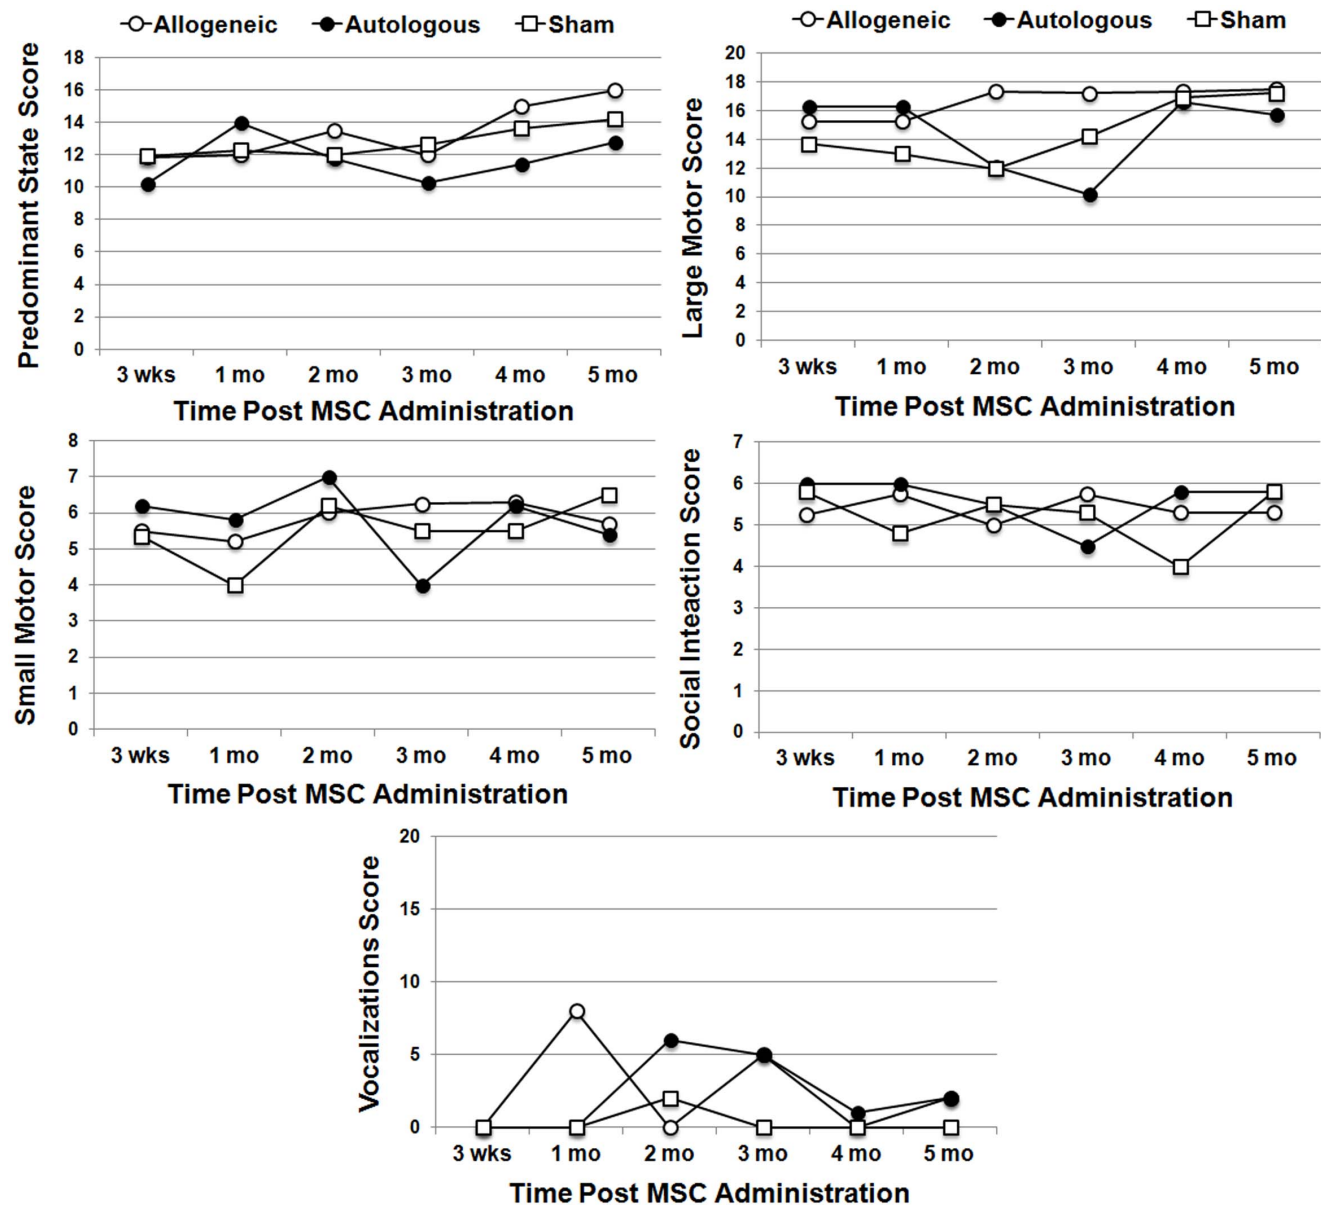 Allogeneic Autologous Sham
Predominant State Score
18
16
14
12
10
8
6
4
2
0
3 wks 1 mo 2 mo 3 mo 4 mo 5 mo
Time Post MSC Administration
Allogeneic Autologous Sham
Large Motor Score
20
18
16
14
12
10
8
6
4
2
0
3 wks 1 mo 2 mo 3 mo 4 mo 5 mo
Time Post MSC Administration
Small Motor Score
8
7
6
5
4
3
2
1
0
3 wks 1 mo 2 mo 3 mo 4 mo 5 mo
Time Post MSC Administration
Social Inteaction Score
7
6
5
4
3
2
1
0
3 wks 1 mo 2 mo 3 mo 4 mo 5 mo
Time Post MSC Administration
Vocalizations Score
20
15
10
5
0
3 wks 1 mo 2 mo 3 mo 4 mo 5 mo
Time Post MSC Administration